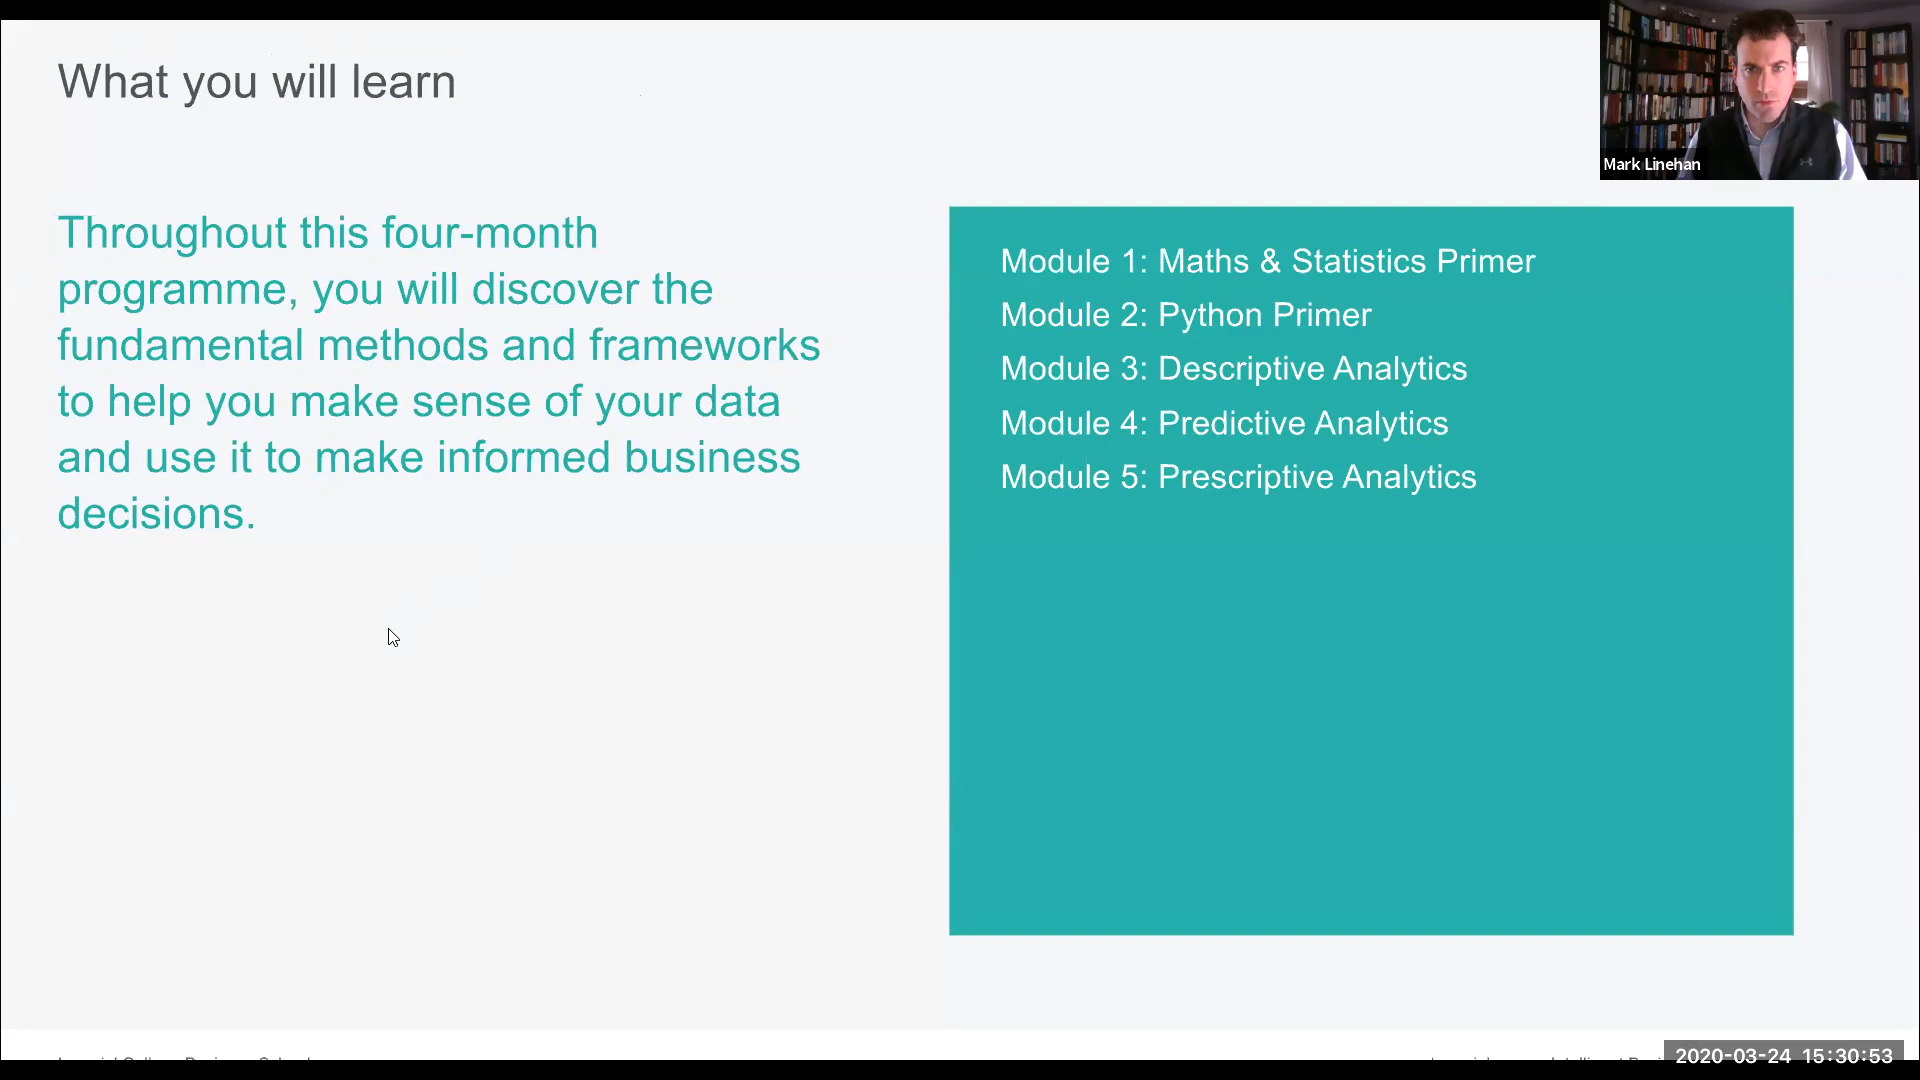 What you will learn
Throughout this four-month
programme, you will discover the
fundamental methods and frameworks
to help you make sense of your data
and use it to make informed business
decisions.
Module 1: Maths & Statistics Primer
Module 2: Python Primer
Module 3: Descriptive Analytics
Module 4: Predictive Analytics
Module 5: Prescriptive Analytics
Mark Linehan
2020-03-24 15:30:53